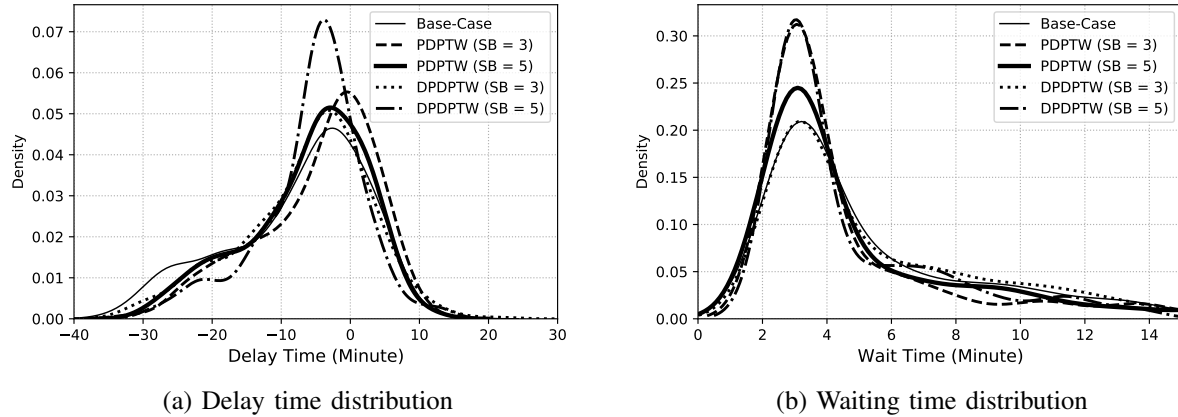 Density
0.07
0.06
0.05
0.04
0.03
0.02
0.01
0.00
−40 −30 −20 −10 0 10 20 30
Delay Time (Minute)
Base-Case
PDPTW (SB = 3)
PDPTW (SB = 5)
DPDPTW (SB = 3)
DPDPTW (SB = 5)
(a) Delay time distribution
Density
0.30
0.25
0.20
0.15
0.10
0.05
0.00
0 2 4 6 8 10 12 14
Wait Time (Minute)
Base-Case
PDPTW (SB = 3)
PDPTW (SB = 5)
DPDPTW (SB = 3)
DPDPTW (SB = 5)
(b) Waiting time distribution